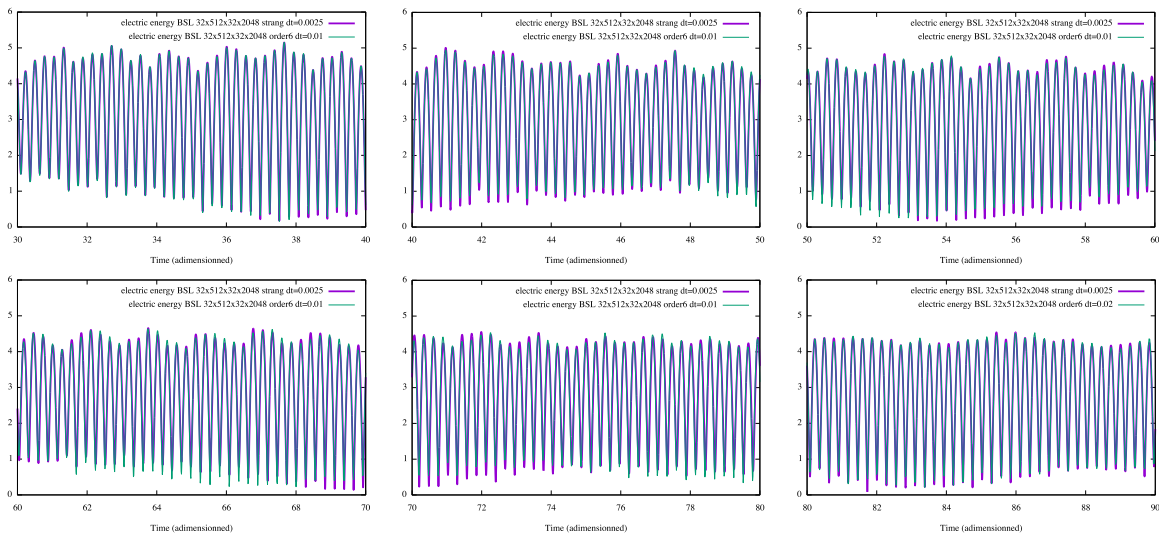 electric energy BSL 32x512x32x2048 strang dt=0.0025
electric energy BSL 32x512x32x2048 order6 dt=0.01
6
5
4
3
2
1
0
30 32 34 36 38 40
Time (adimensionned)
electric energy BSL 32x512x32x2048 strang dt=0.0025
electric energy BSL 32x512x32x2048 order6 dt=0.01
6
5
4
3
2
1
0
40 42 44 46 48 50
Time (adimensionned)
electric energy BSL 32x512x32x2048 strang dt=0.0025
electric energy BSL 32x512x32x2048 order6 dt=0.01
6
5
4
3
2
1
0
50 52 54 56 58 60
Time (adimensionned)
electric energy BSL 32x512x32x2048 strang dt=0.0025
electric energy BSL 32x512x32x2048 order6 dt=0.01
6
5
4
3
2
1
0
60 62 64 66 68 70
Time (adimensionned)
electric energy BSL 32x512x32x2048 strang dt=0.0025
electric energy BSL 32x512x32x2048 order6 dt=0.01
6
5
4
3
2
1
0
70 72 74 76 78 80
Time (adimensionned)
electric energy BSL 32x512x32x2048 strang dt=0.0025
electric energy BSL 32x512x32x2048 order6 dt=0.02
6
5
4
3
2
1
0
80 82 84 86 88 90
Time (adimensionned)